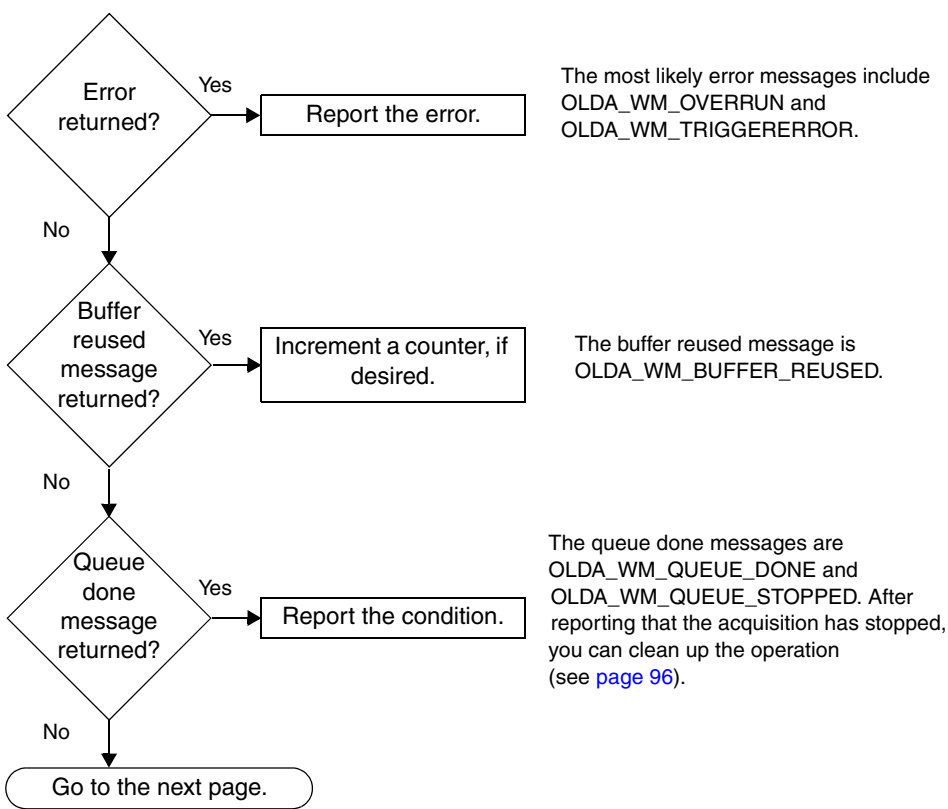 Error
returned?
Yes
Report the error.
The most likely error messages include
OLDA_WM_OVERRUN and
OLDA_WM_TRIGGERERROR.
No
Buffer
reused
message
returned?
Yes
Increment a counter, if
desired.
The buffer reused message is
OLDA_WM_BUFFER_REUSED.
No
Queue
done
message
returned?
Yes
Report the condition.
The queue done messages are
OLDA_WM_QUEUE_DONE and
OLDA_WM_QUEUE_STOPPED. After
reporting that the acquisition has stopped,
you can clean up the operation
(see page 96).
No
Go to the next page.